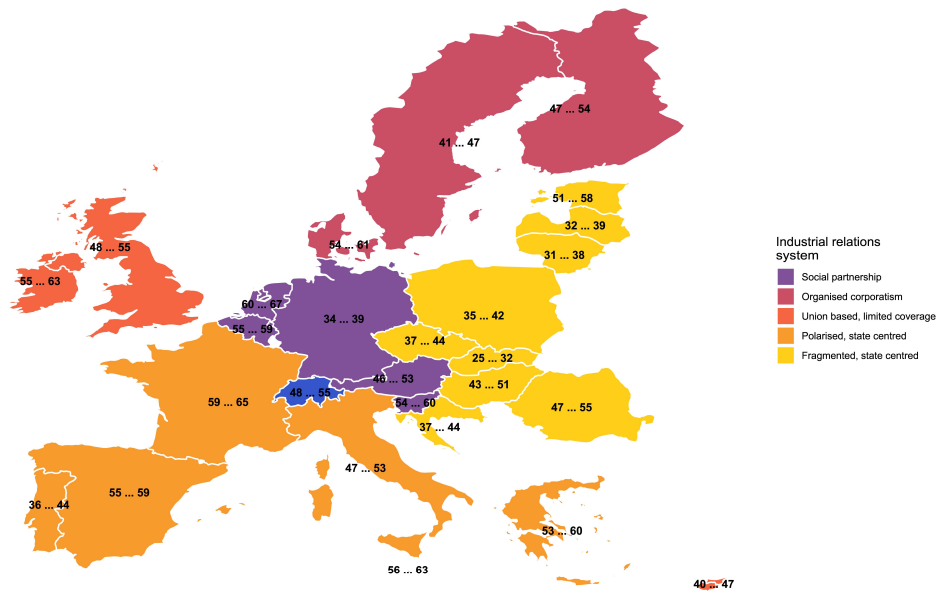 47 ... 54
41 ... 47
51 ... 58
32 ... 39
54 ... 61
48 ... 55
31 ... 38
55 ... 63
60 ... 67
34 ... 39
35 ... 42
55 ... 59
37 ... 44
25 ... 32
46 ... 53
43 ... 51
48 ... 55
54 ... 60
59 ... 65
47 ... 55
37 ... 44
47 ... 53
55 ... 59
36 ... 44
53 ... 60
56 ... 63
40 ... 47
Industrial relations
system
Social partnership
Organised corporatism
Union based, limited coverage
Polarised, state centred
Fragmented, state centred